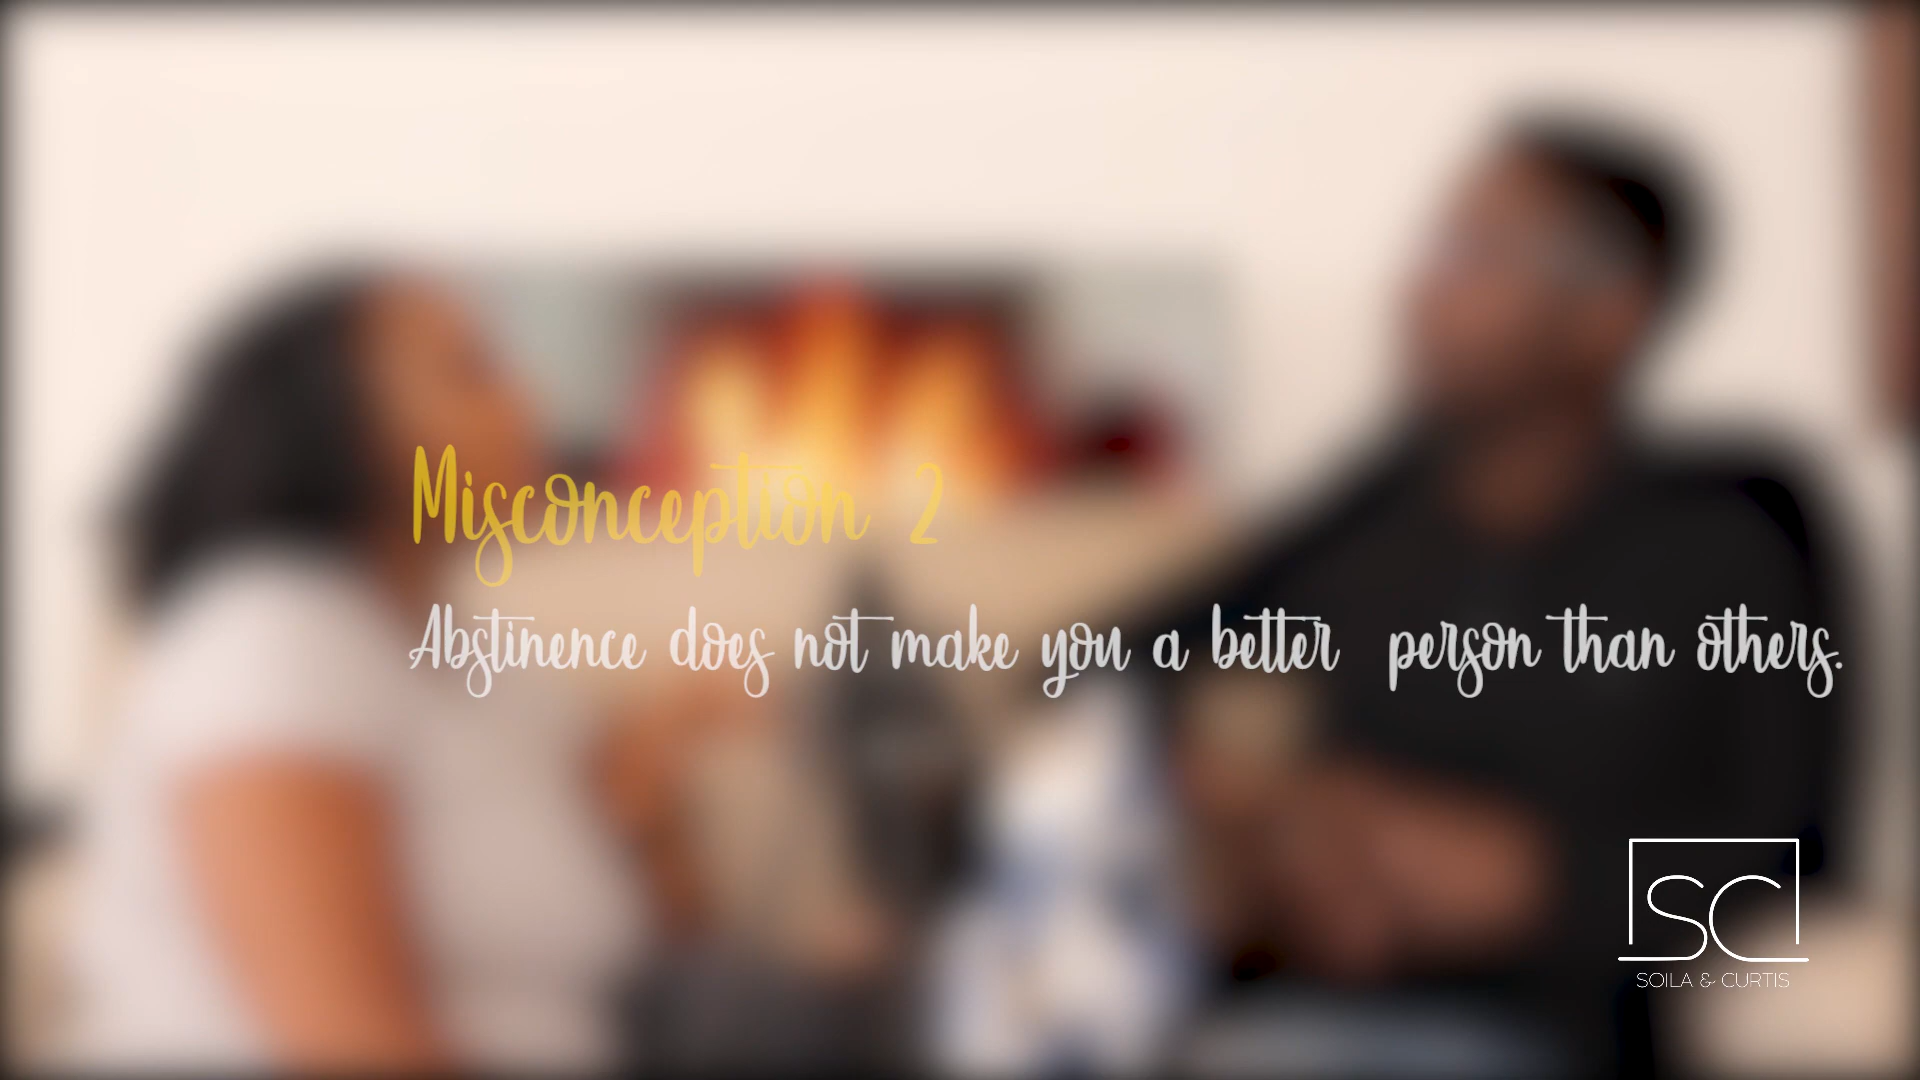 Misconception 2
Abstinence does not make you a better person than others.
SC
SOILA & CURTIS